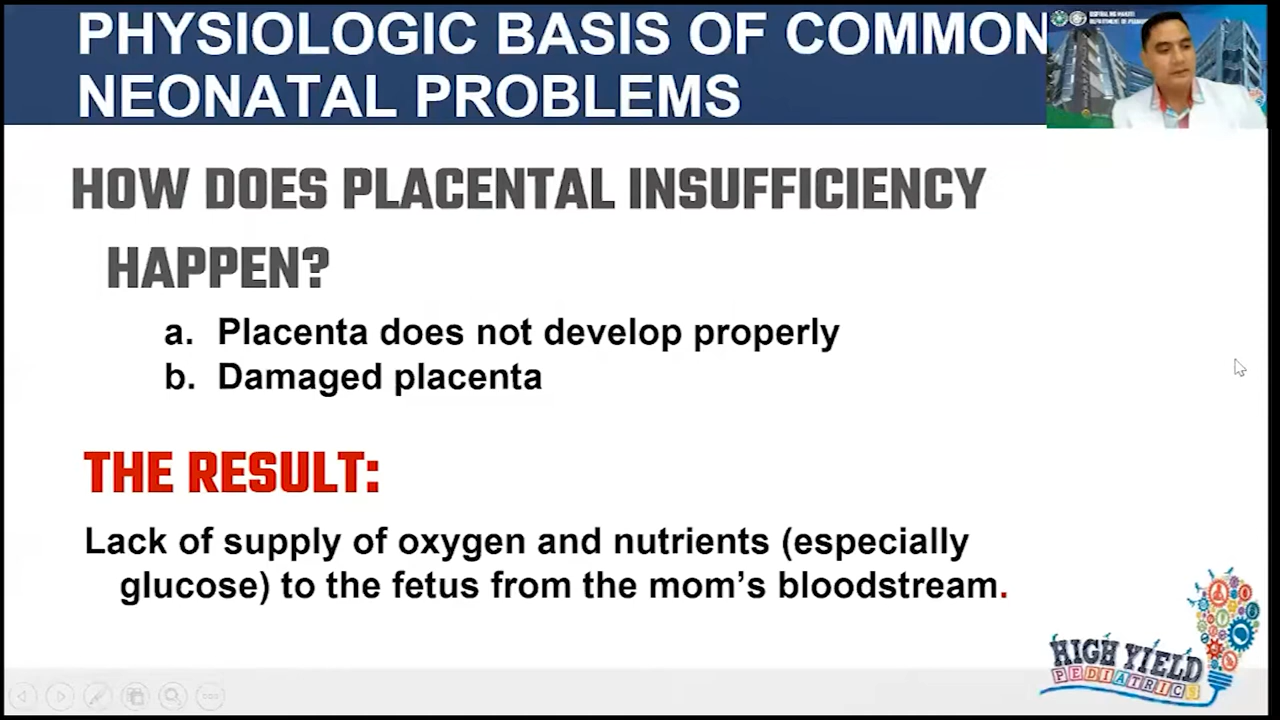 PHYSIOLOGIC BASIS OF COMMON
NEONATAL PROBLEMS
HOW DOES PLACENTAL INSUFFICIENCY
HAPPEN?
a. Placenta does not develop properly
b. Damaged placenta
THE RESULT:
Lack of supply of oxygen and nutrients (especially
glucose) to the fetus from the mom’s bloodstream.
HIGH YIELD
PEDIATRICS